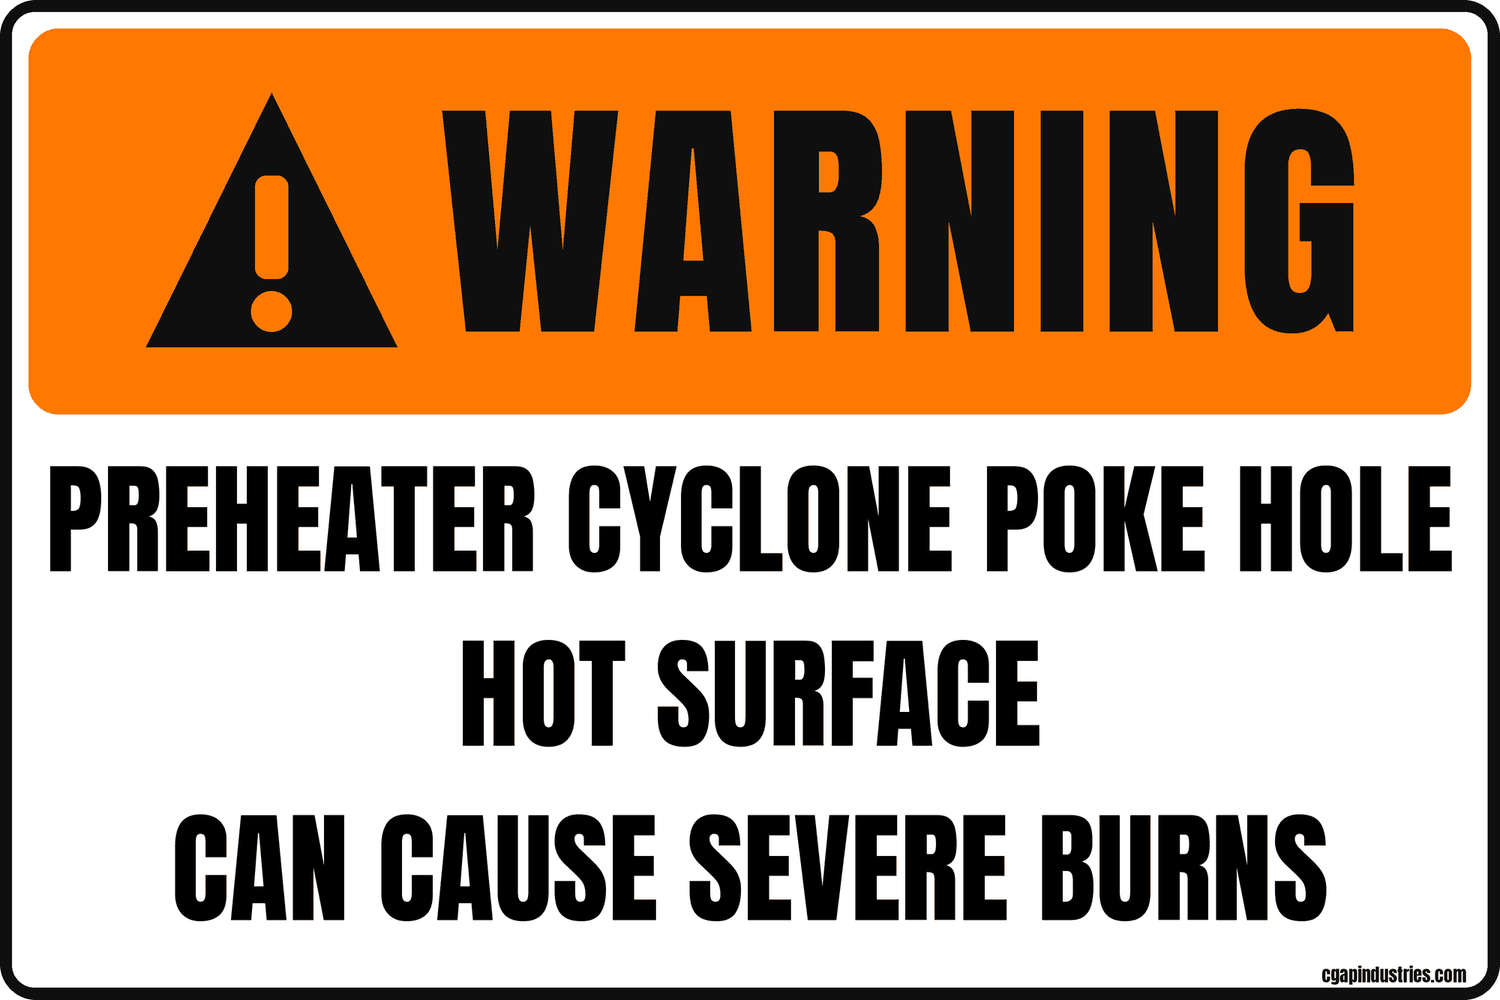 WARNING
PREHEATER CYCLONE POKE HOLE
HOT SURFACE
CAN CAUSE SEVERE BURNS
cgapindustries.com